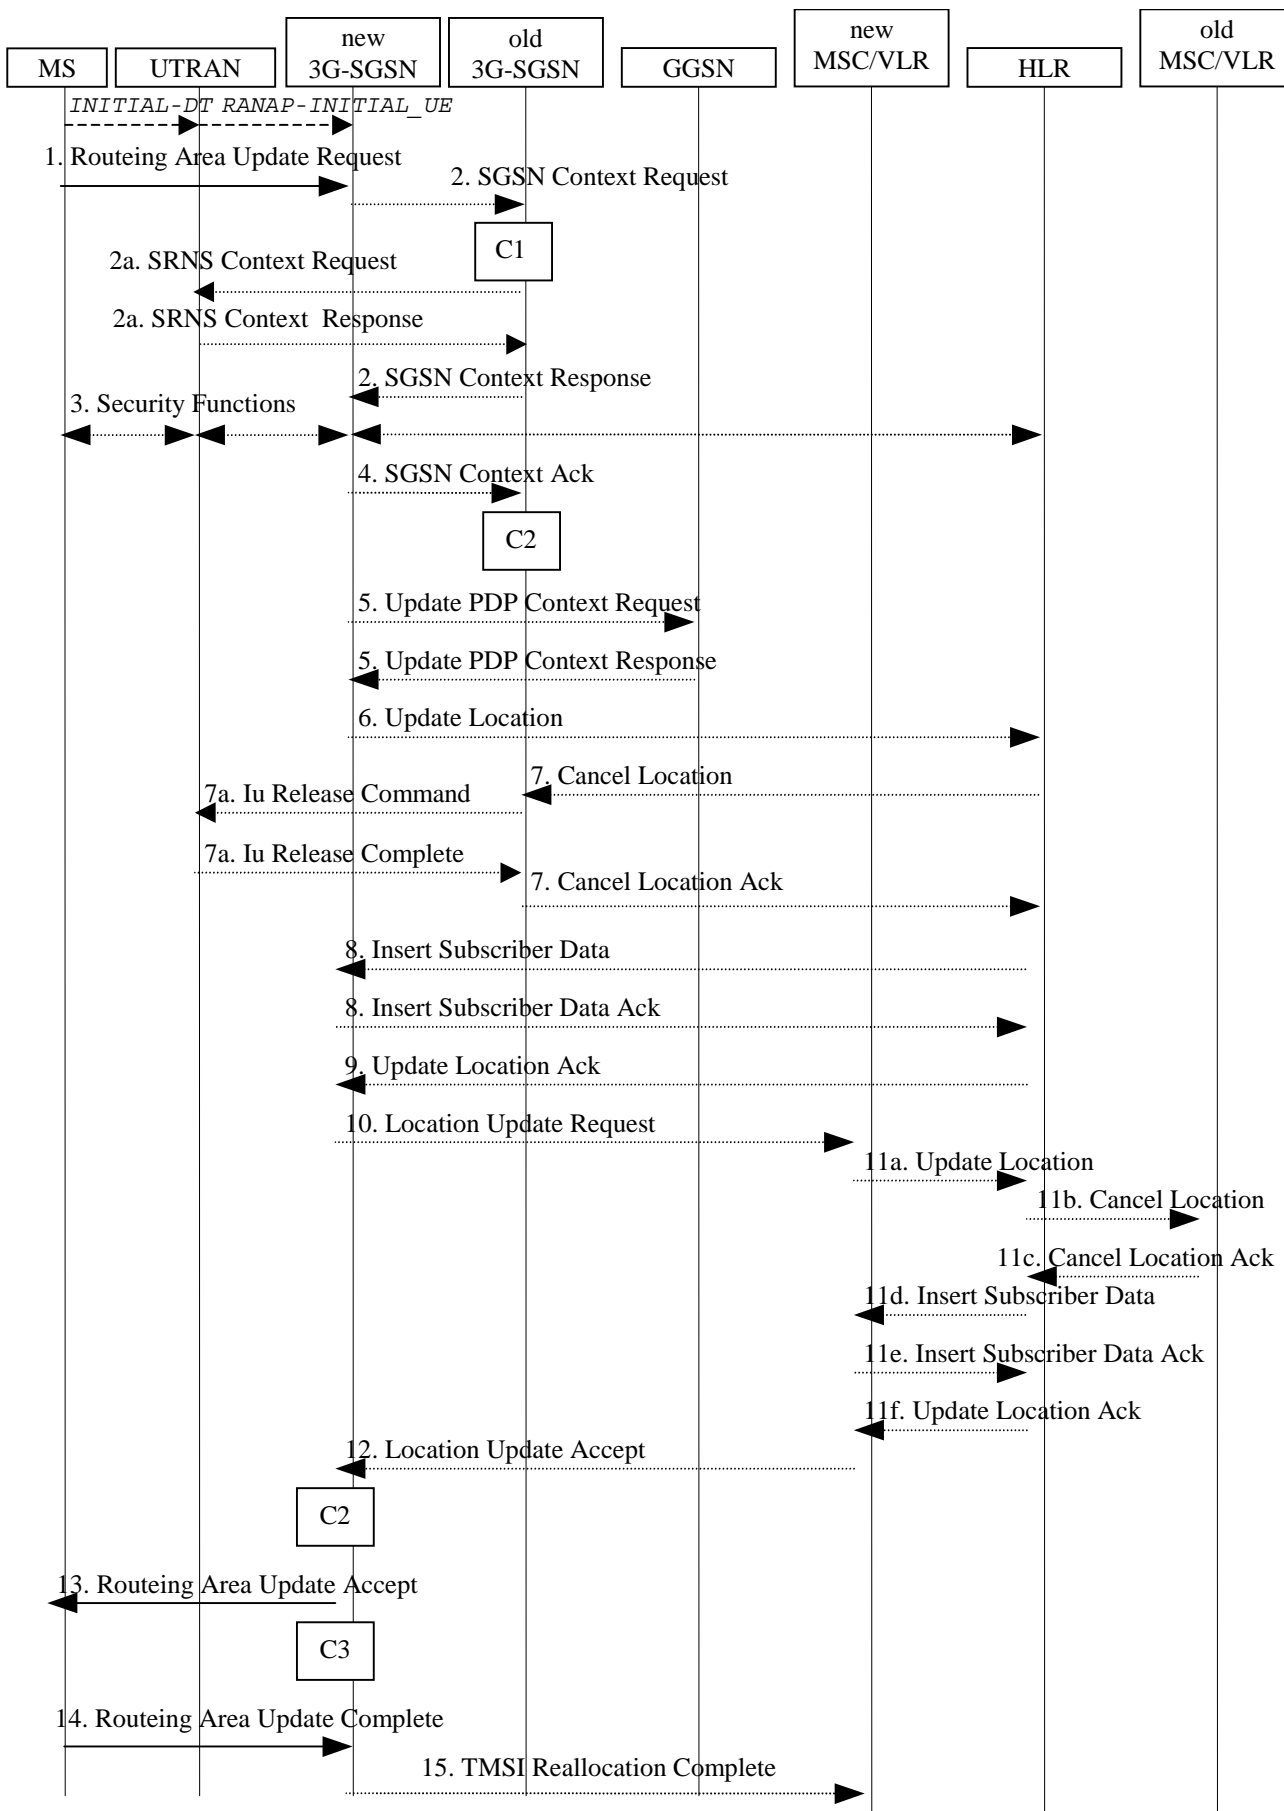 MS
UTRAN
new
3G-SGSN
old
3G-SGSN
GGSN
new
MSC/VLR
HLR
old
MSC/VLR
INITIAL-DT RANAP-INITIAL_UE
1. Routeing Area Update Request
2. SGSN Context Request
C1
2a. SRNS Context Request
2a. SRNS Context Response
2. SGSN Context Response
3. Security Functions
4. SGSN Context Ack
C2
5. Update PDP Context Request
5. Update PDP Context Response
6. Update Location
7. Cancel Location
7a. Iu Release Command
7a. Iu Release Complete
7. Cancel Location Ack
8. Insert Subscriber Data
8. Insert Subscriber Data Ack
9. Update Location Ack
10. Location Update Request
11a. Update Location
11b. Cancel Location
11c. Cancel Location Ack
11d. Insert Subscriber Data
11e. Insert Subscriber Data Ack
11f. Update Location Ack
12. Location Update Accept
C2
13. Routeing Area Update Accept
C3
14. Routeing Area Update Complete
15. TMSI Reallocation Complete